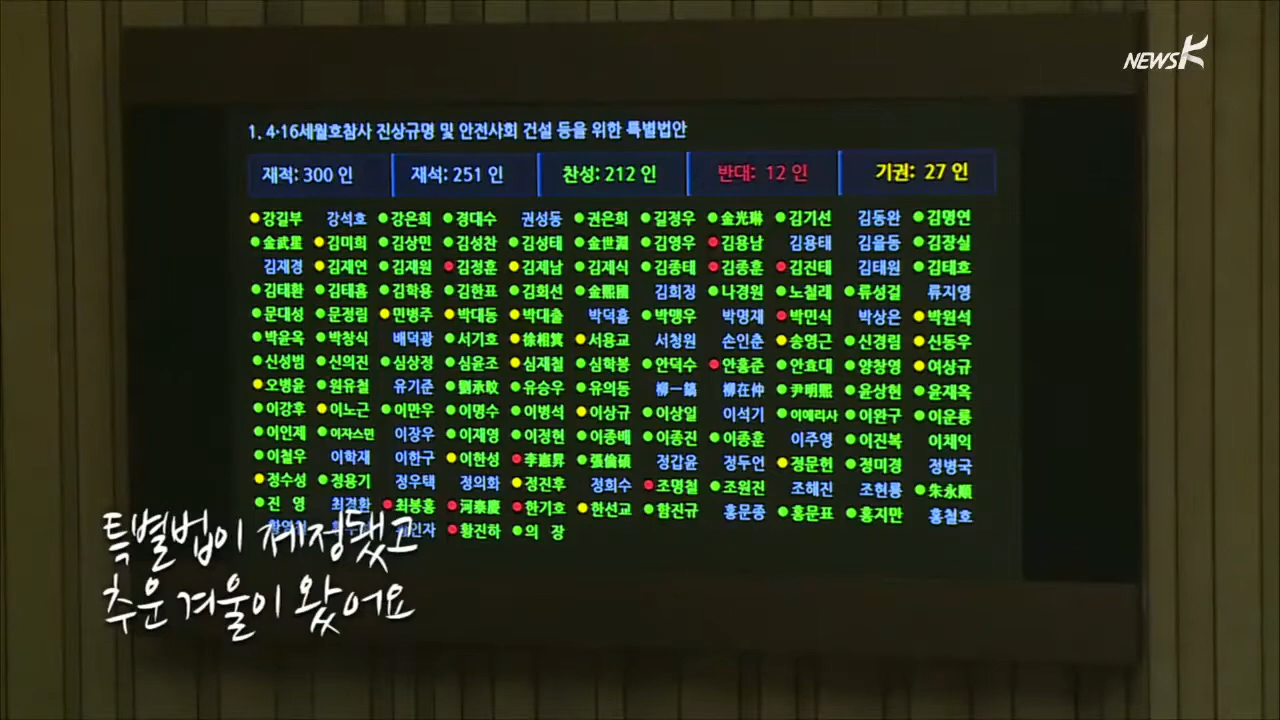 NEWSK
1. 4·16세월호참사 진상규명 및 안전사회 건설 등을 위한 특별법안
재적: 300 인 재석: 251 인 찬성: 212 인 반대: 12 인 기권: 27 인
강길부 강석호 강은희 경대수 권성동 권은희 길정우 金光琳 김기선 김동완 김명연
金武星 김미희 김상민 김성찬 김성태 金世淵 김영우 김용남 김용태 김을동 김장실
김재경 김재연 김재원 김정훈 김제남 김제식 김종태 김종훈 김진태 김태원 김태호
김태환 김태흠 김학용 김한표 김회선 金熙國 김희정 나경원 노철래 류성걸 류지영
문대성 문정림 민병주 박대동 박대출 박덕흠 박맹우 박명재 박민식 박상은 박원석
박윤옥 박창식 배덕광 서기호 徐相箕 서용교 서청원 손인춘 송영근 신경림 신동우
신성범 신의진 심상정 심윤조 심재철 심학봉 안덕수 안홍준 안효대 양창영 여상규
오병윤 원유철 유기준 劉承旼 유승우 유의동 柳一鎬 柳在仲 尹明熙 윤상현 윤재옥
이강후 이노근 이만우 이명수 이병석 이상규 이상일 이석기 이에리사 이완구 이운룡
이인제 이자스민 이장우 이재영 이정현 이종배 이종진 이종훈 이주영 이진복 이채익
이철우 이학재 이한구 이한성 李憲昇 張倫碩 정갑윤 정두언 정문헌 정미경 정병국
정수성 정용기 정우택 정의화 정진후 정희수 조명철 조원진 조해진 조현룡 朱永順
진 영 최경환 최봉홍 河泰慶 한기호 한선교 함진규 홍문종 홍문표 홍지만 홍철호
황진하 의 장
특별법이 제정됐고
추운 겨울이 왔어요